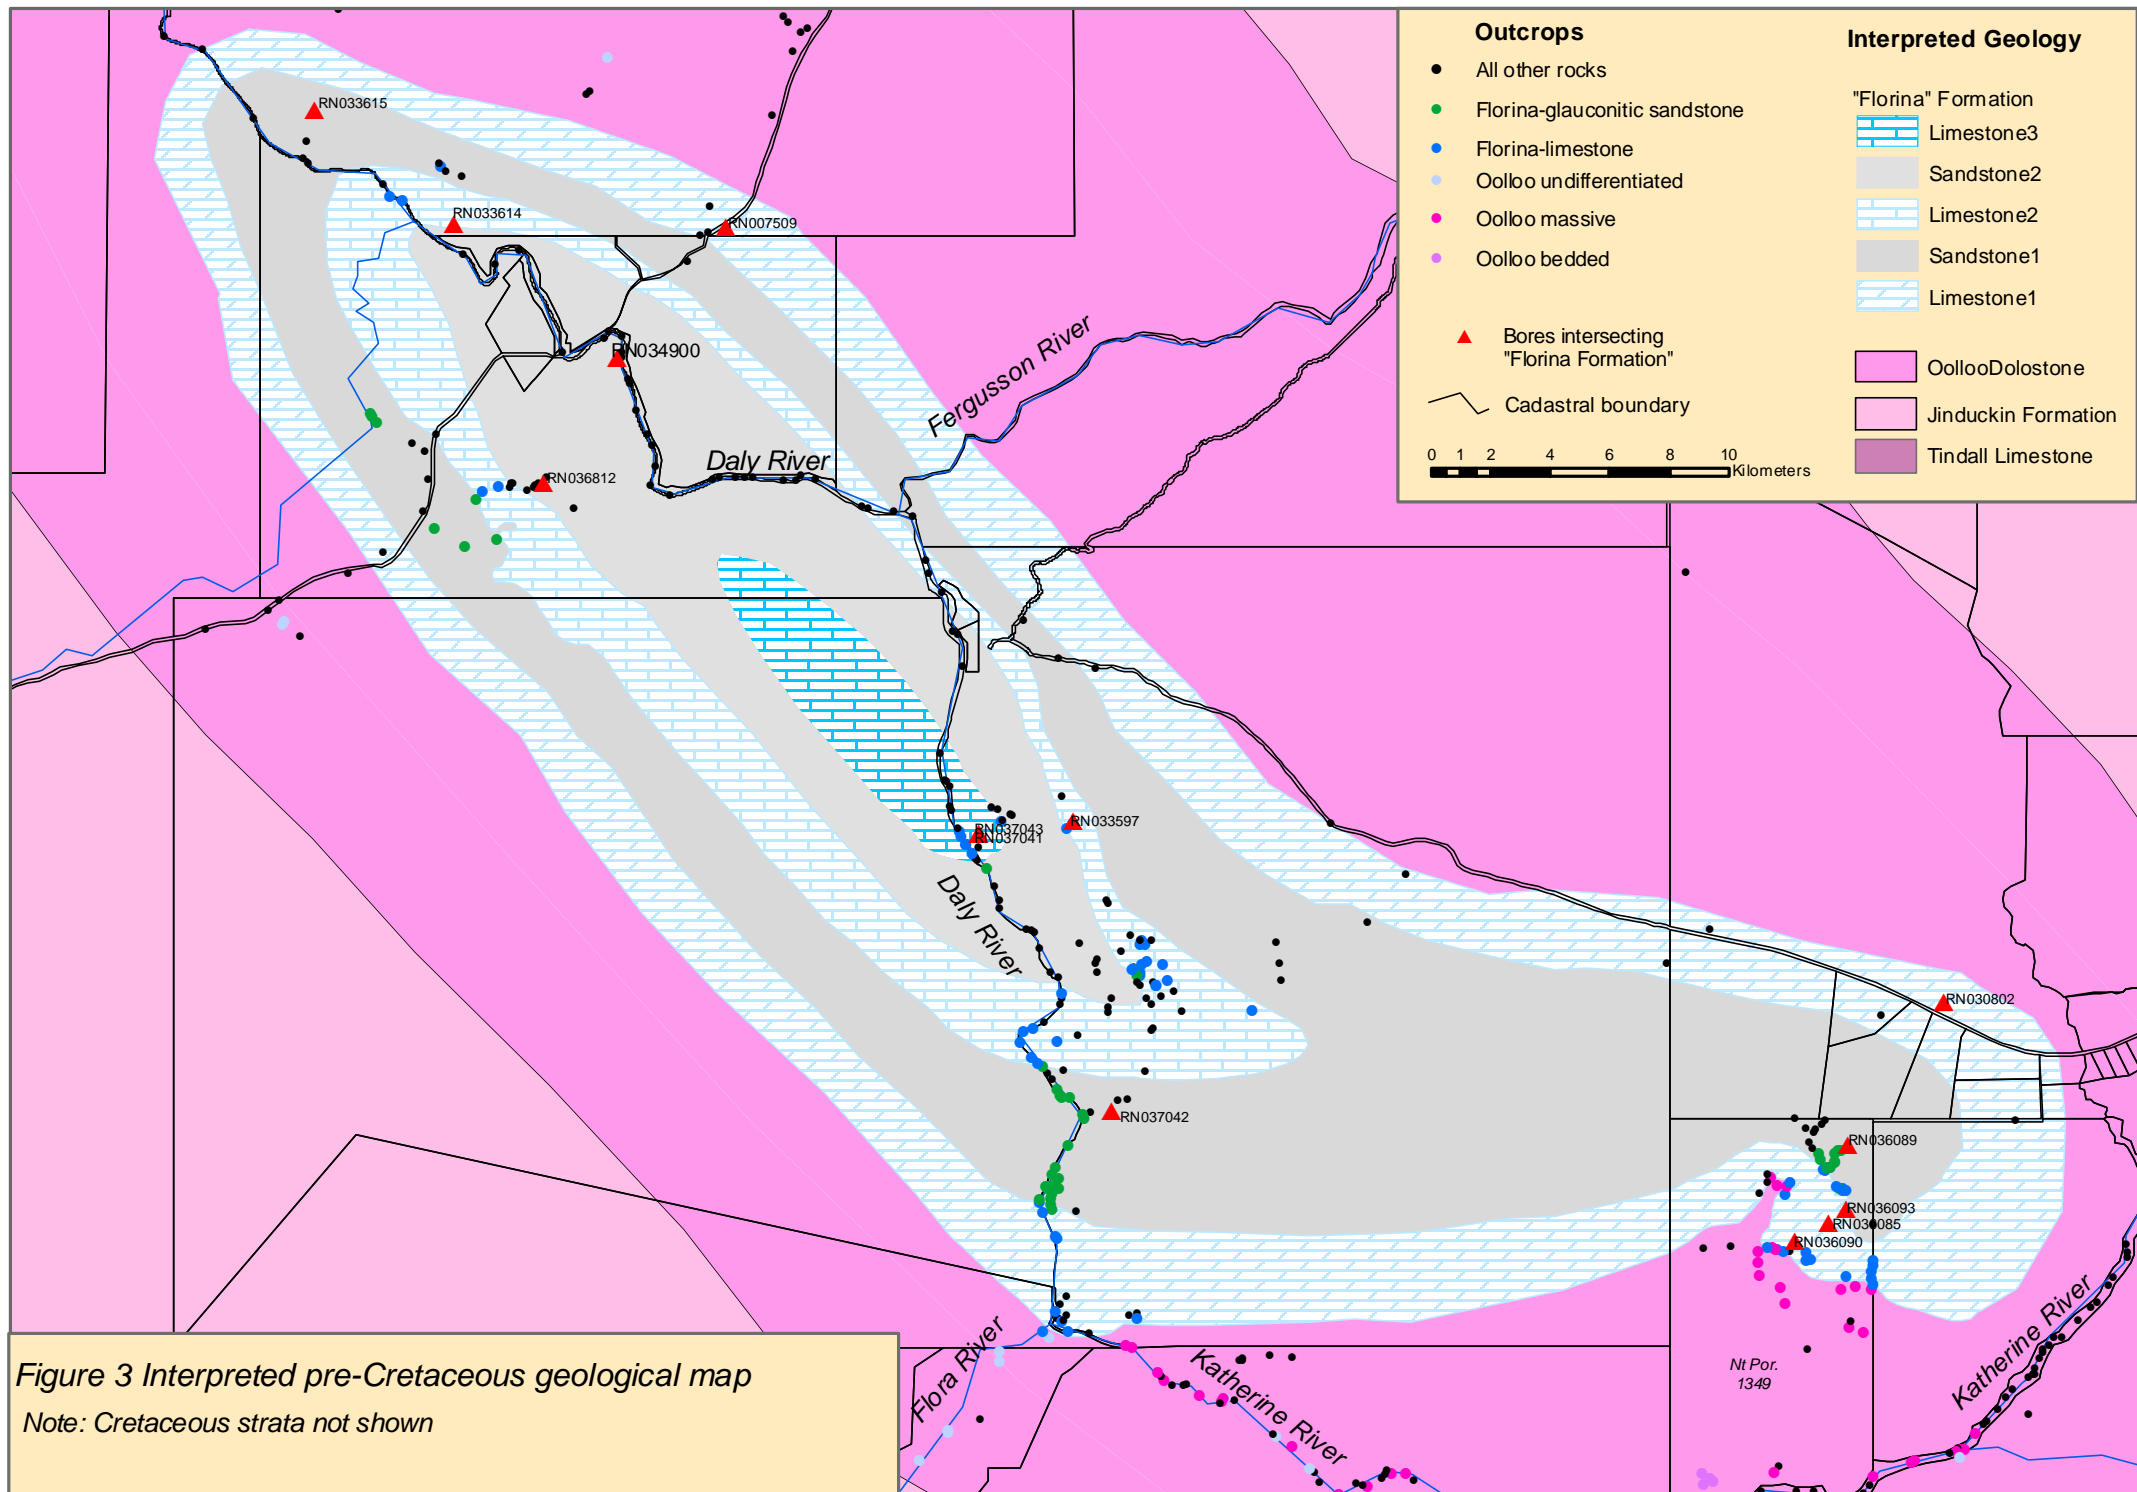 Outcrops
All other rocks
Florina-glauconitic sandstone
Florina-limestone
Oolloo undifferentiated
Oolloo massive
Oolloo bedded
Bores intersecting
"Florina Formation"
Cadastral boundary
0 1 2 4 6 8 10
Kilometers
Interpreted Geology
"Florina" Formation
Limestone3
Sandstone2
Limestone2
Sandstone1
Limestone1
OollooDolostone
Jinduckin Formation
Tindall Limestone
RN033615
RN033614
RN007509
RN034900
Fergusson River
Daly River
RN036812
RN037043
RN037041
RN033597
Daly River
RN030802
RN037042
RN036089
RN036093
RN036085
RN036090
Flora River
Katherine River
Nt Por.
1349
Katherine River
Figure 3 Interpreted pre-Cretaceous geological map
Note: Cretaceous strata not shown